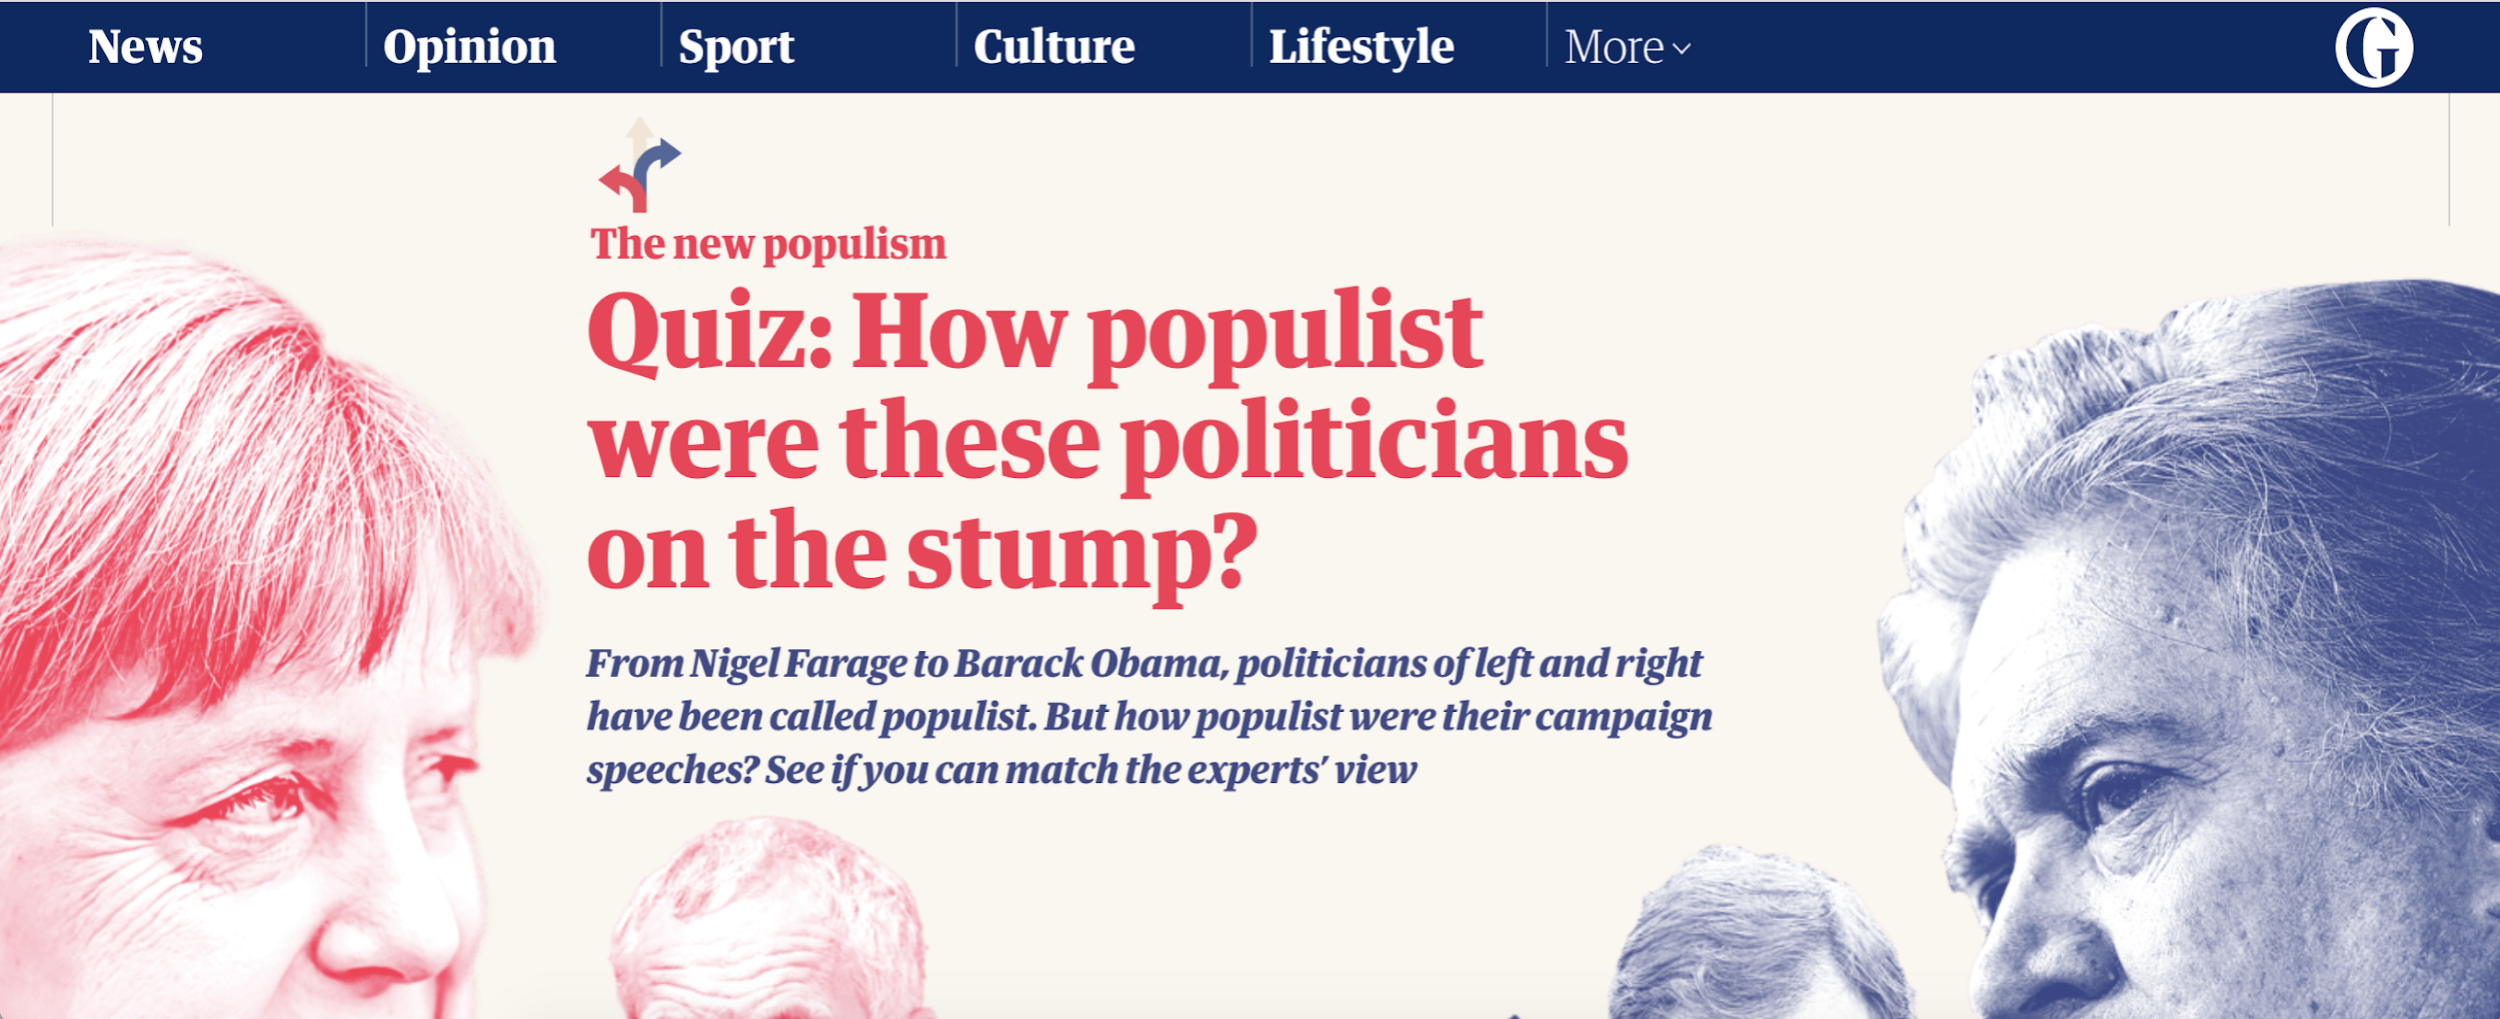 News
Opinion
Sport
Culture
Lifestyle
More
G
The new populism
Quiz: How populist
were these politicians
on the stump?
From Nigel Farage to Barack Obama, politicians of left and right
have been called populist. But how populist were their campaign
speeches? See if you can match the experts’ view